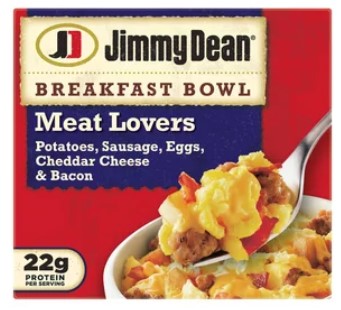 JD Jimmy Dean®
BREAKFAST BOWL
Meat Lovers
Potatoes, Sausage, Eggs,
Cheddar Cheese
& Bacon
22g
PROTEIN
PER SERVING